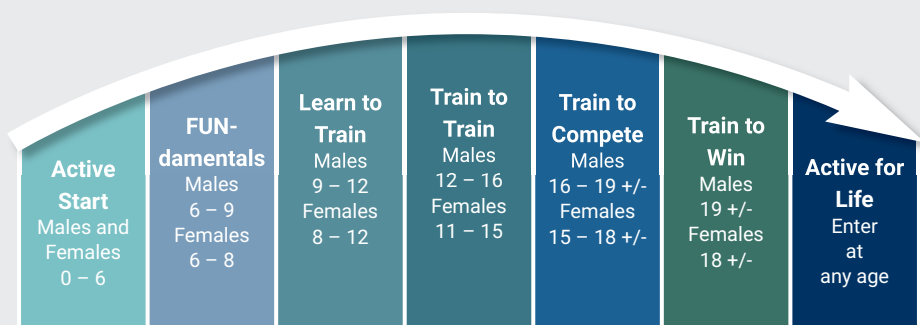 Active
Start
Males and
Females
0 – 6
FUN-
damentals
Males
6 – 9
Females
6 – 8
Learn to
Train
Males
9 – 12
Females
8 – 12
Train to
Train
Males
12 – 16
Females
11 – 15
Train to
Compete
Males
16 – 19 +/-
Females
15 – 18 +/-
Train to
Win
Males
19 +/-
Females
18 +/-
Active for
Life
Enter
at
any age